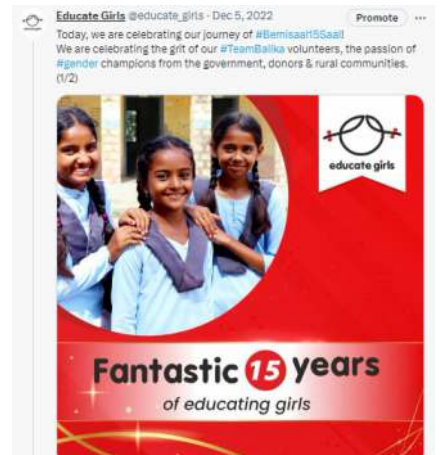 Educate Girls @educate_girls · Dec 5, 2022
Promote ...
Today, we are celebrating our journey of #Bemisaal15Saal!
We are celebrating the grit of our #TeamBalika volunteers, the passion of
#gender champions from the government, donors & rural communities.
(1/2)
educate girls
Fantastic 15 years
of educating girls